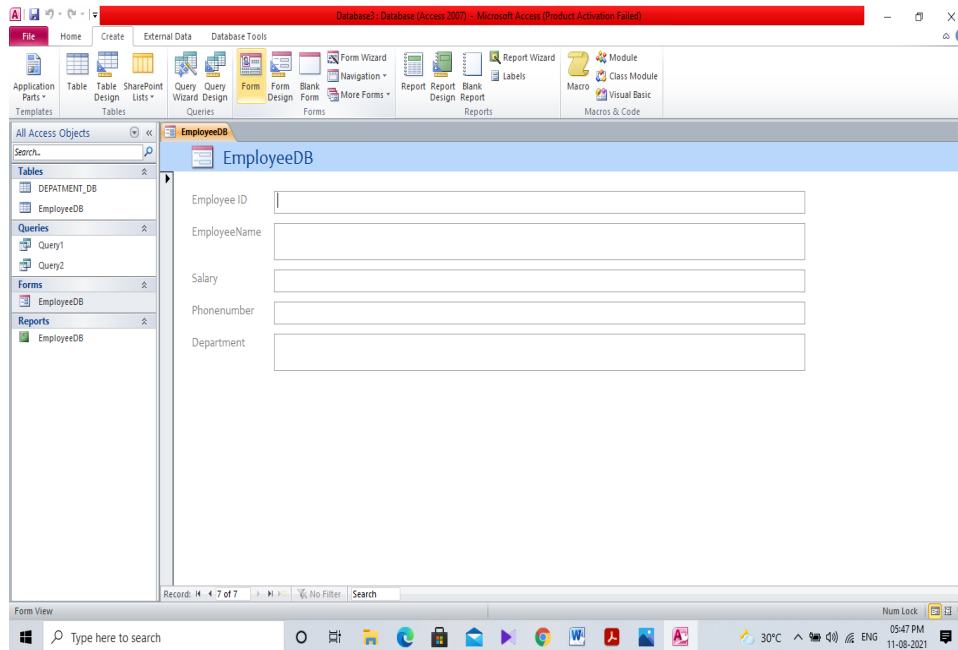 Database3 : Database (Access 2007) - Microsoft Access (Product Activation Failed)
File Home Create External Data Database Tools
Application Parts
Table
Table Design
SharePoint Lists
Query Wizard
Query Design
Form
Form Design
Blank Form
Form Wizard
Navigation
More Forms
Report
Report Design
Blank Report
Report Wizard
Labels
Macro
Module
Class Module
Visual Basic
Templates Tables Queries Forms Reports Macros & Code
All Access Objects
Search..
Tables
DEPATMENT_DB
EmployeeDB
Queries
Query1
Query2
Forms
EmployeeDB
Reports
EmployeeDB
EmployeeDB
EmployeeDB
Employee ID
EmployeeName
Salary
Phonenumber
Department
Record: 7 of 7 No Filter Search
Form View Num Lock
Type here to search
30°C ENG 05:47 PM
11-08-2021